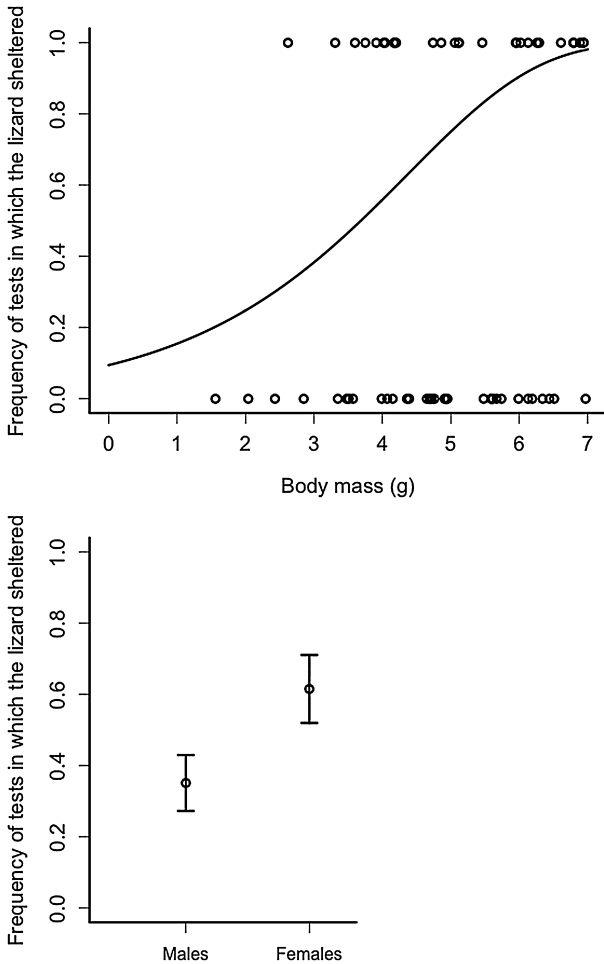 Frequency of tests in which the lizard sheltered
1.0
0.8
0.6
0.4
0.2
0.0
0 1 2 3 4 5 6 7
Body mass (g)
Frequency of tests in which the lizard sheltered
1.0
0.8
0.6
0.4
0.2
0.0
Males Females